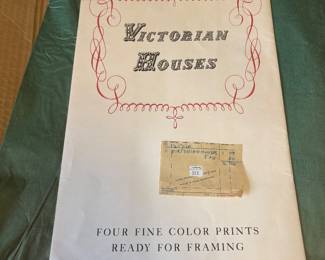 VICTORIAN
HOUSES
FOUR FINE COLOR PRINTS
READY FOR FRAMING